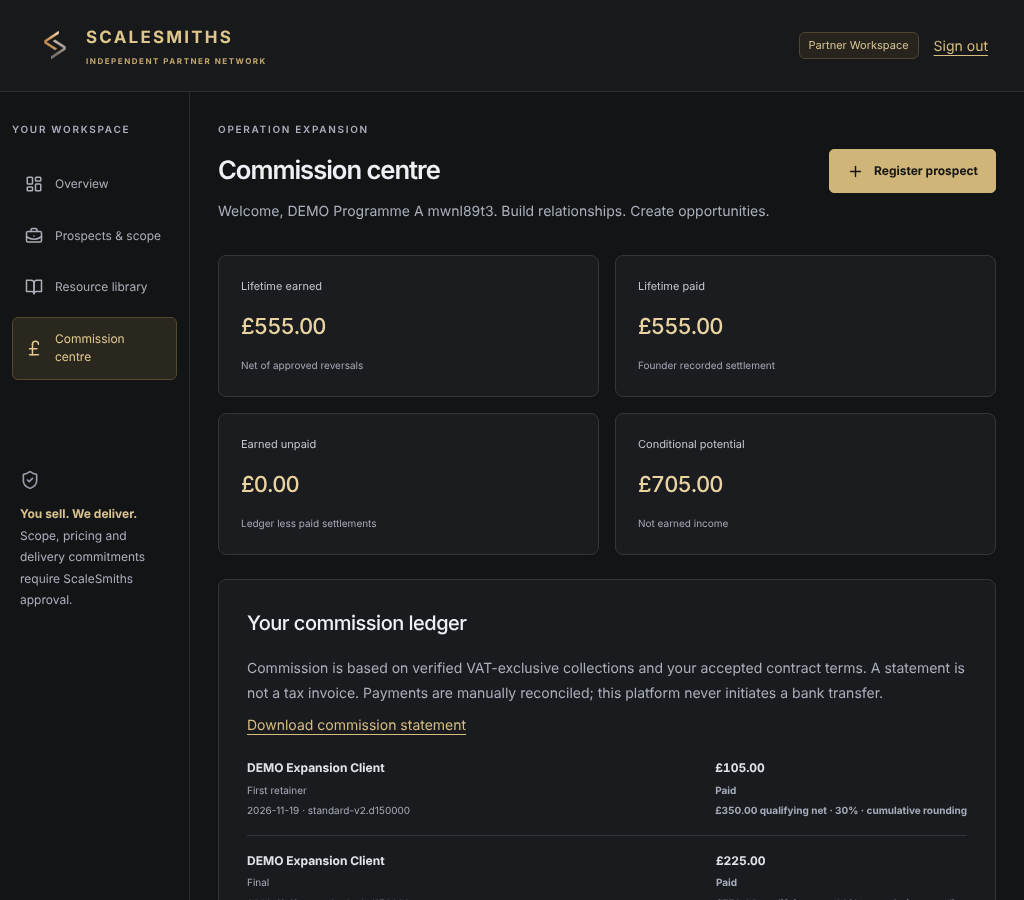 SCALESMITHS
INDEPENDENT PARTNER NETWORK
Partner Workspace
Sign out
YOUR WORKSPACE
Overview
Prospects & scope
Resource library
£
Commission
centre
You sell. We deliver.
Scope, pricing and
delivery commitments
require ScaleSmiths
approval.
OPERATION EXPANSION
Commission centre
+ Register prospect
Welcome, DEMO Programme A mwnl89t3. Build relationships. Create opportunities.
Lifetime earned
£555.00
Net of approved reversals
Lifetime paid
£555.00
Founder recorded settlement
Earned unpaid
£0.00
Ledger less paid settlements
Conditional potential
£705.00
Not earned income
Your commission ledger
Commission is based on verified VAT-exclusive collections and your accepted contract terms. A statement is
not a tax invoice. Payments are manually reconciled; this platform never initiates a bank transfer.
Download commission statement
DEMO Expansion Client
£105.00
First retainer
Paid
2026-11-19 · standard-v2.d150000
£350.00 qualifying net · 30% · cumulative rounding
DEMO Expansion Client
£225.00
Final
Paid